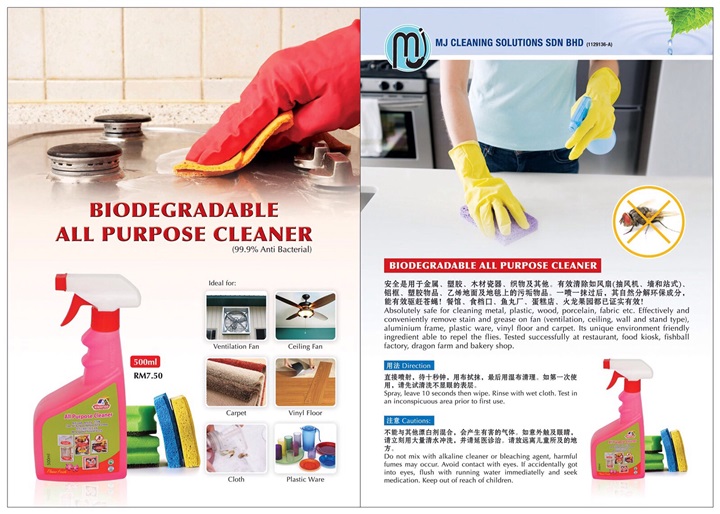 BIODEGRADABLE
ALL PURPOSE CLEANER
(99.9% Anti Bacterial)
Ideal for:
Ventilation Fan
Ceiling Fan
500ml
RM7.50
Carpet
Vinyl Floor
Cloth
Plastic Ware
All Purpose Cleaner
mj
MJ CLEANING SOLUTIONS SDN BHD (1129138-A)
BIODEGRADABLE ALL PURPOSE CLEANER
安全是用于金属、塑胶、木材瓷器、织物及其他。有效清除如风扇(抽风机、墙和站式)、
铝框、塑胶物品、乙烯地面及地毯上的污垢物品。一喷一抹过后，其自然分解环保成分，
能有效驱赶苍蝇！餐馆、食档口、鱼丸厂、蛋糕店、火龙果园都已证实有效！
Absolutely safe for cleaning metal, plastic, wood, porcelain, fabric etc. Effectively and
conveniently remove stain and grease on fan (ventilation, ceiling, wall and stand type),
aluminium frame, plastic ware, vinyl floor and carpet. Its unique environment friendly
ingredient able to repel the flies. Tested successfully at restaurant, food kiosk, fishball
factory, dragon farm and bakery shop.
用法 Direction
直接喷射，待十秒钟，用布拭抹，最后用湿布清理。如第一次使
用，请先试清洗不显眼的表层.
Spray, leave 10 seconds then wipe. Rinse with wet cloth. Test in
an inconspicuous area prior to first use.
注意 Cautions:
不能与其他漂白剂混合，会产生有害的气体。如意外触及眼睛，
请立刻用大量清水冲洗，并请延医诊治。请放远离儿童所及的地
方.
Do not mix with alkaline cleaner or bleaching agent, harmful
fumes may occur. Avoid contact with eyes. If accidentally got
into eyes, flush with running water immediatelly and seek
medication. Keep out of reach of children.